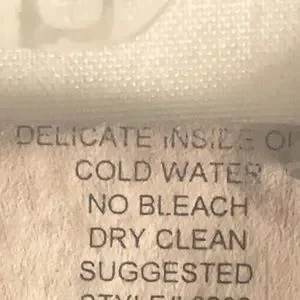 DELICATE INSIDE
COLD WATER
NO BLEACH
DRY CLEAN
SUGGESTED